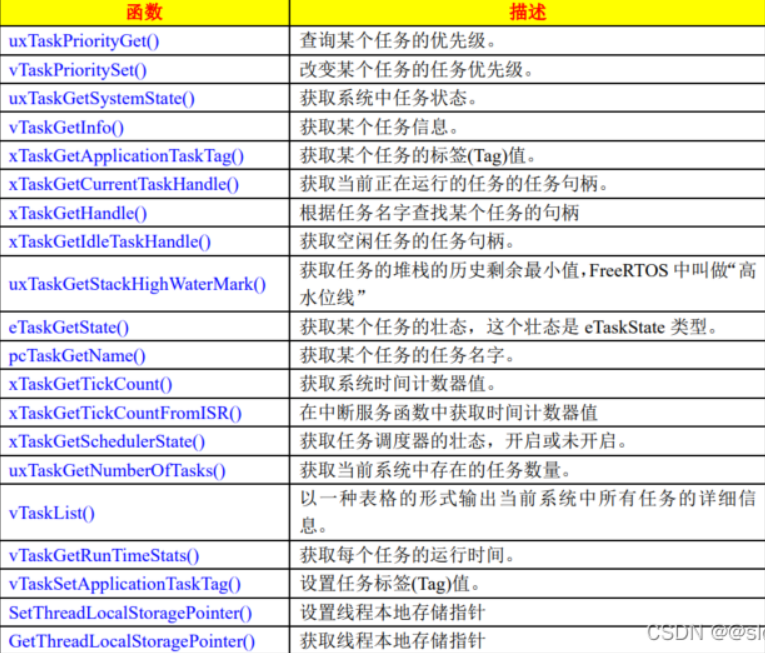 函数 描述
uxTaskPriorityGet() 查询某个任务的优先级。
vTaskPrioritySet() 改变某个任务的任务优先级。
uxTaskGetSystemState() 获取系统中任务状态。
vTaskGetInfo() 获取某个任务信息。
xTaskGetApplicationTaskTag() 获取某个任务的标签(Tag)值。
xTaskGetCurrentTaskHandle() 获取当前正在运行的任务的任务句柄。
xTaskGetHandle() 根据任务名字查找某个任务的句柄
xTaskGetIdleTaskHandle() 获取空闲任务的任务句柄。
uxTaskGetStackHighWaterMark() 获取任务的堆栈的历史剩余最小值,FreeRTOS 中叫做“高
水位线”
eTaskGetState() 获取某个任务的壮态，这个壮态是 eTaskState 类型。
pcTaskGetName() 获取某个任务的任务名字。
xTaskGetTickCount() 获取系统时间计数器值。
xTaskGetTickCountFromISR() 在中断服务函数中获取时间计数器值
xTaskGetSchedulerState() 获取任务调度器的壮态，开启或未开启。
uxTaskGetNumberOfTasks() 获取当前系统中存在的任务数量。
vTaskList() 以一种表格的形式输出当前系统中所有任务的详细信
息。
vTaskGetRunTimeStats() 获取每个任务的运行时间。
vTaskSetApplicationTaskTag() 设置任务标签(Tag)值。
SetThreadLocalStoragePointer() 设置线程本地存储指针
GetThreadLocalStoragePointer() 获取线程本地存储指针
CSDN